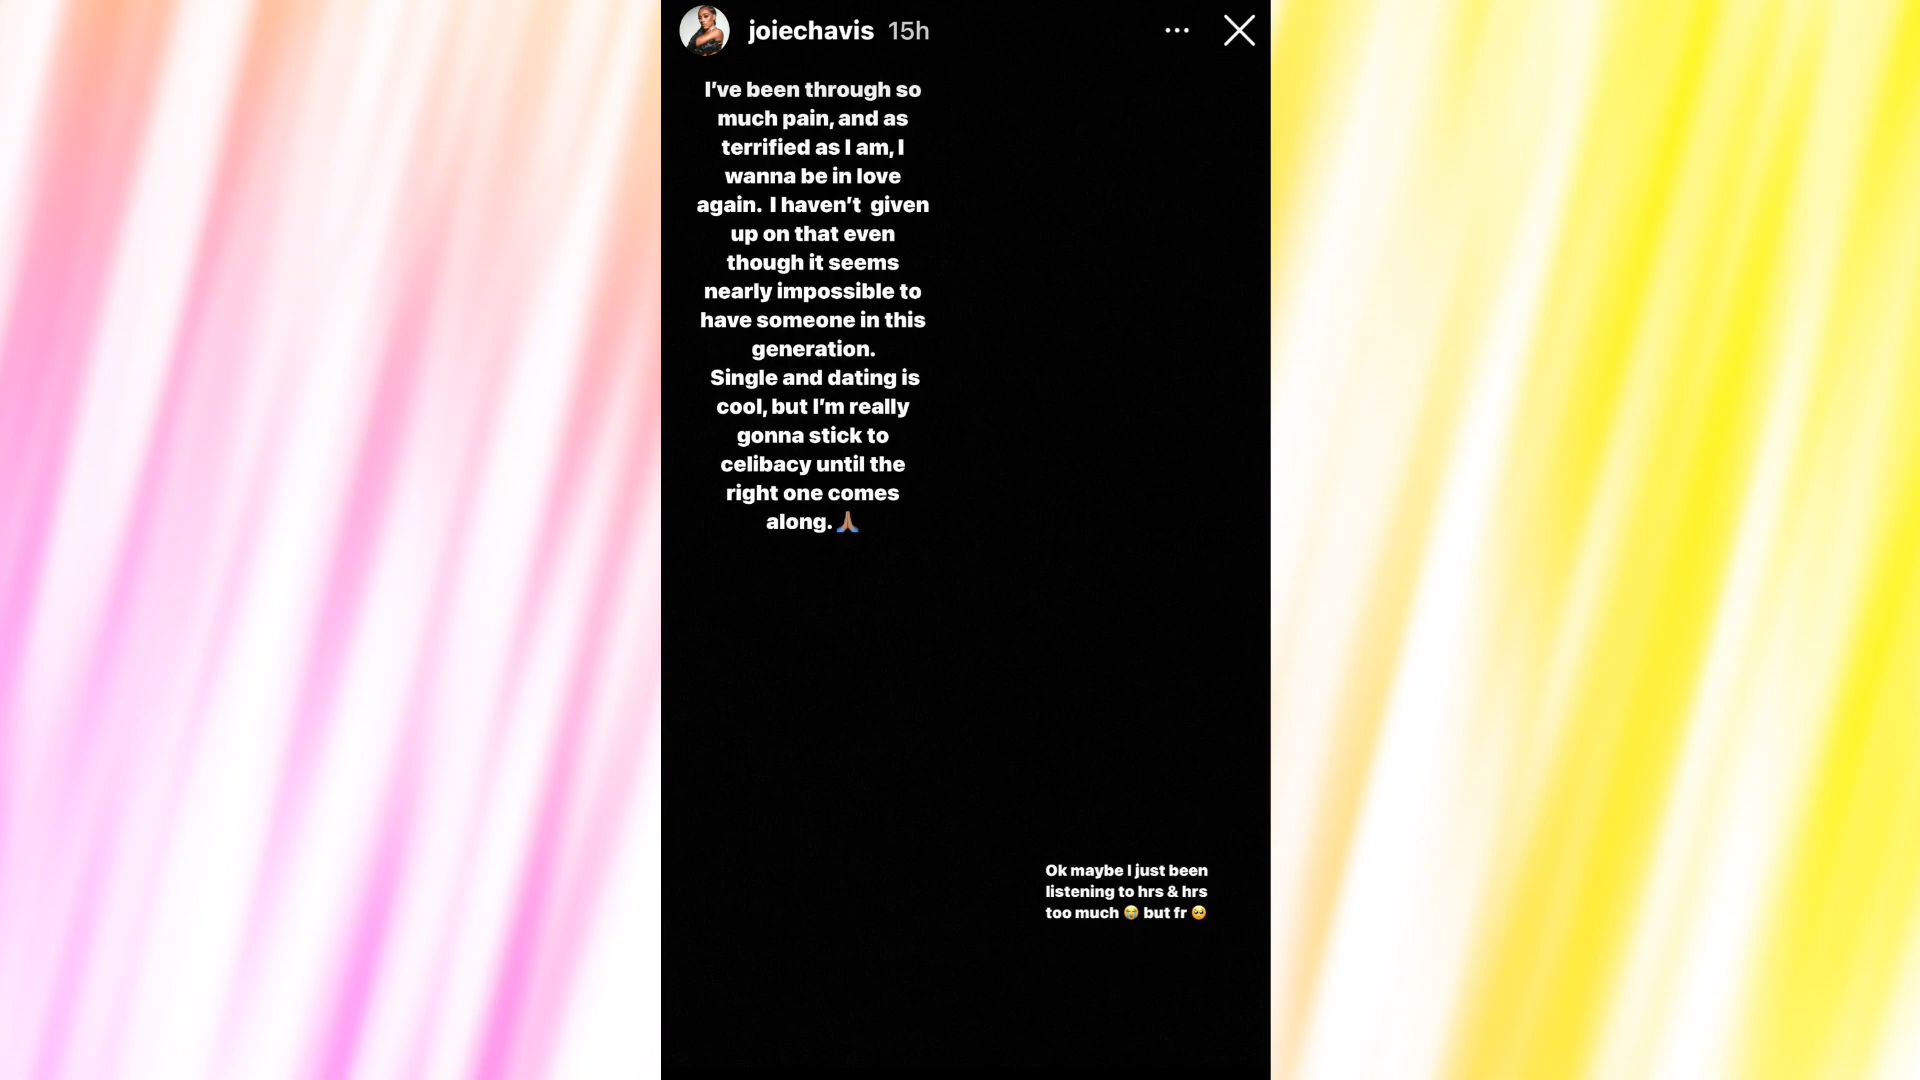 joiechavis 15h
I've been through so
much pain, and as
terrified as I am, I
wanna be in love
again. I haven't given
up on that even
though it seems
nearly impossible to
have someone in this
generation.
Single and dating is
cool, but I'm really
gonna stick to
celibacy until the
right one comes
along. 🙏🏽
Ok maybe I just been
listening to hrs & hrs
too much 😭 but fr 🥺